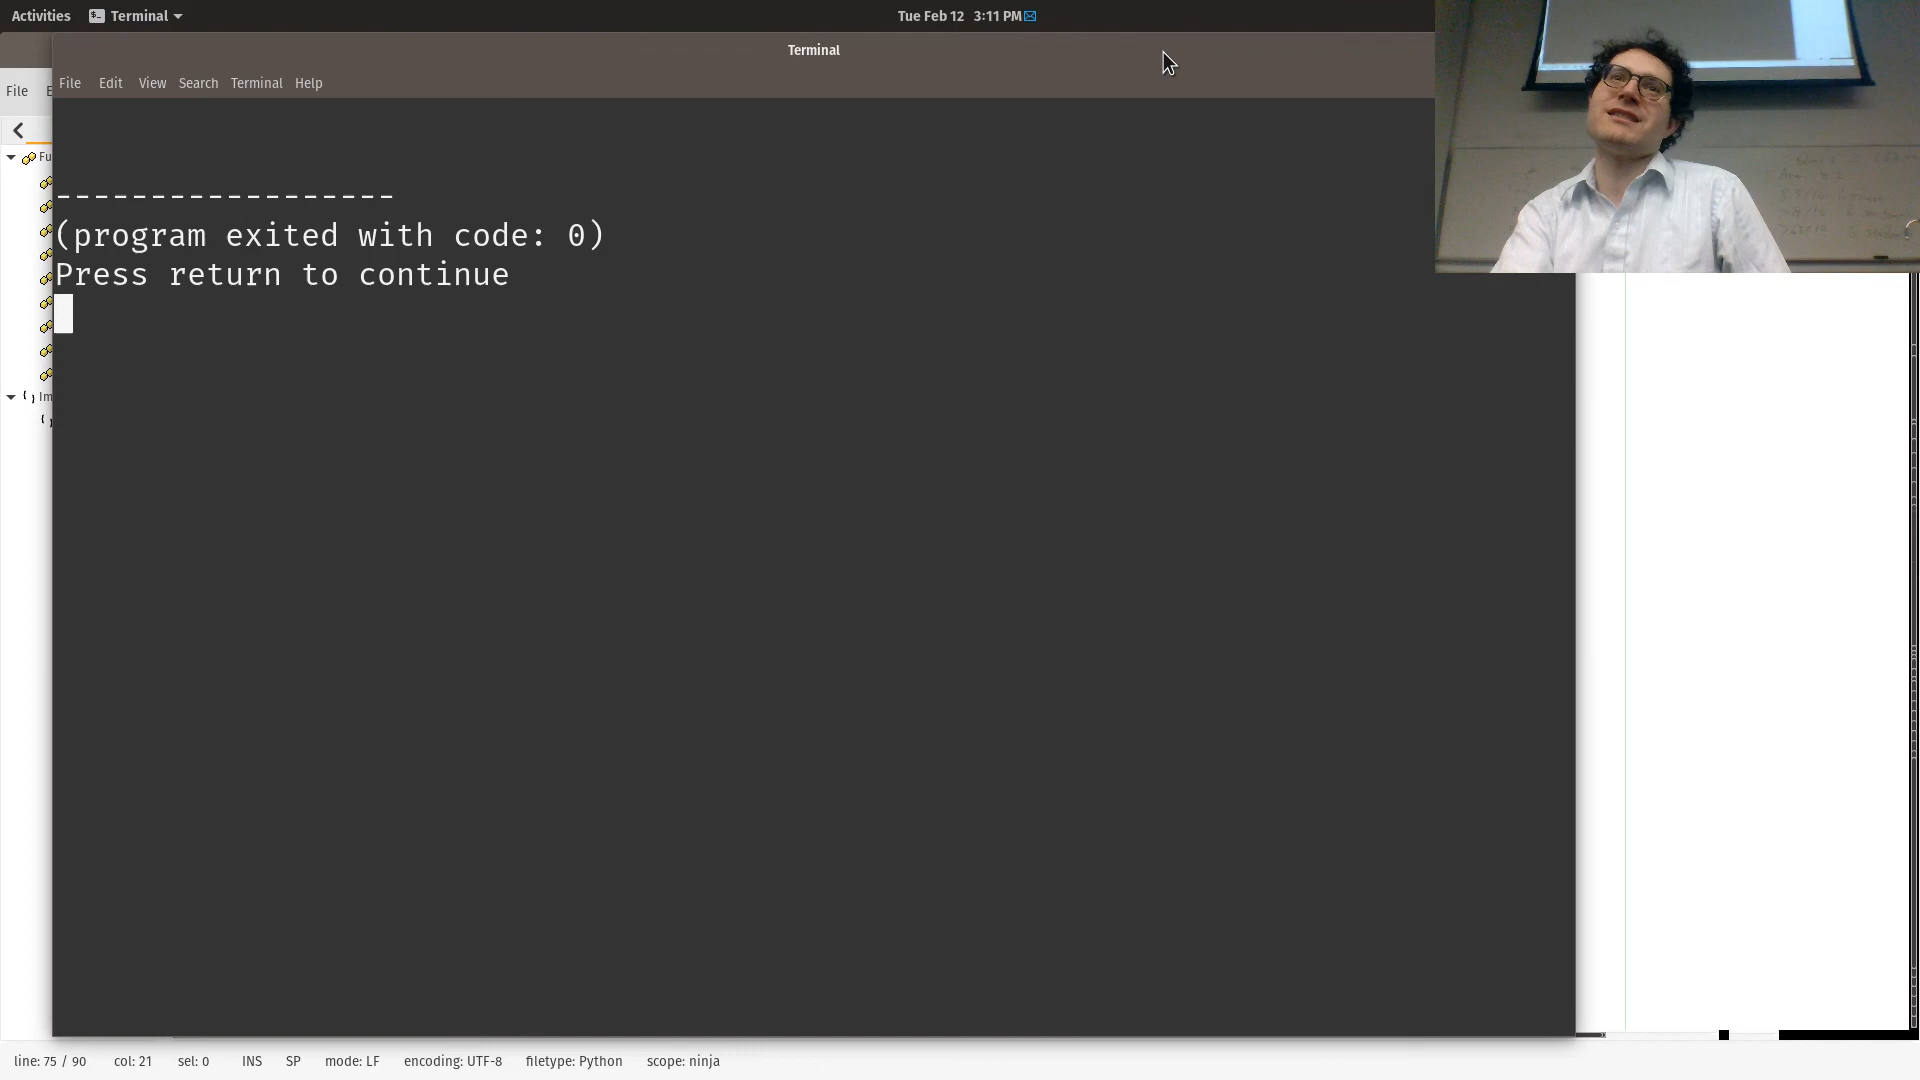 Activities Terminal Tue Feb 12 3:11 PM
Terminal
File Edit View Search Terminal Help
File
Fu
-----------------
(program exited with code: 0)
Press return to continue
Im
line: 75 / 90 col: 21 sel: 0 INS SP mode: LF encoding: UTF-8 filetype: Python scope: ninja